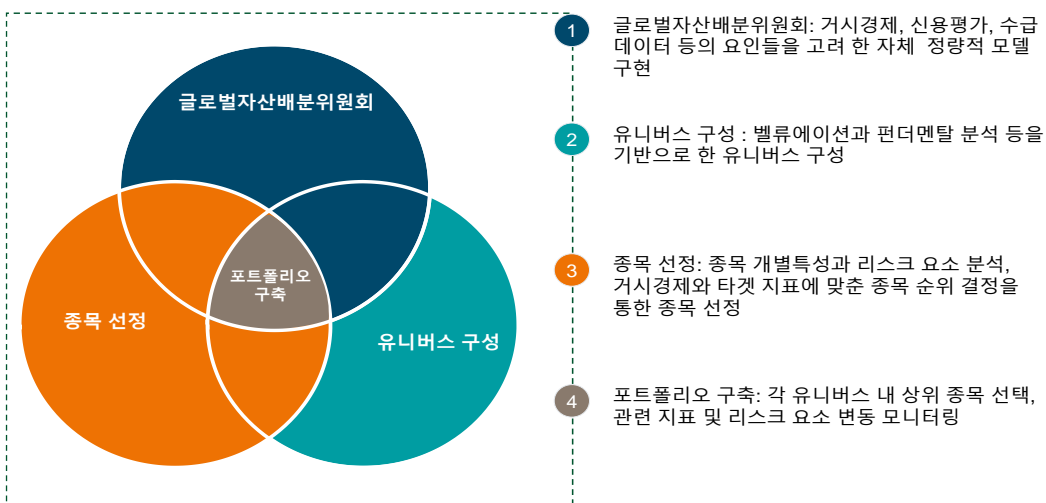 글로벌자산배분위원회
종목 선정
포트폴리오
구축
유니버스 구성
1
글로벌자산배분위원회: 거시경제, 신용평가, 수급
데이터 등의 요인들을 고려 한 자체 정량적 모델
구현
2
유니버스 구성 : 벨류에이션과 펀더멘탈 분석 등을
기반으로 한 유니버스 구성
3
종목 선정: 종목 개별특성과 리스크 요소 분석,
거시경제와 타겟 지표에 맞춘 종목 순위 결정을
통한 종목 선정
4
포트폴리오 구축: 각 유니버스 내 상위 종목 선택,
관련 지표 및 리스크 요소 변동 모니터링